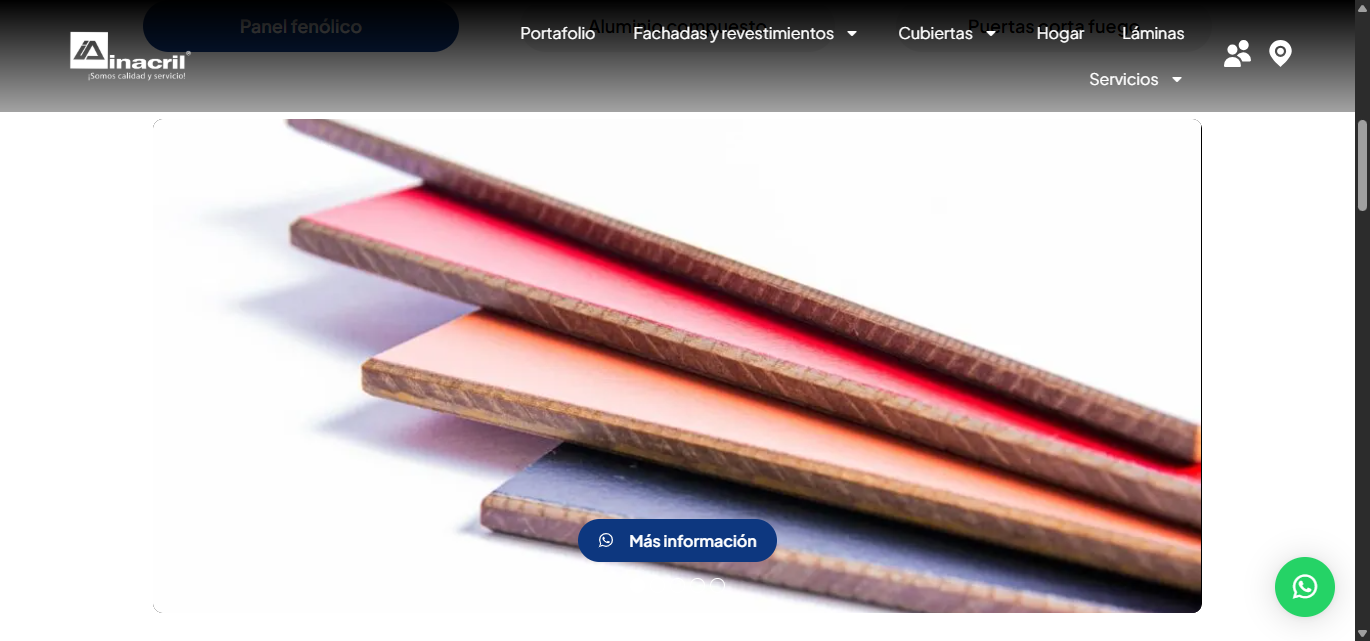 Panel fenólico
Aluminio compuesto
Puertas corta fuego
Portafolio
Fachadas y revestimientos
Cubiertas
Hogar
Láminas
Servicios
inacril®
¡Somos calidad y servicio!
Más información